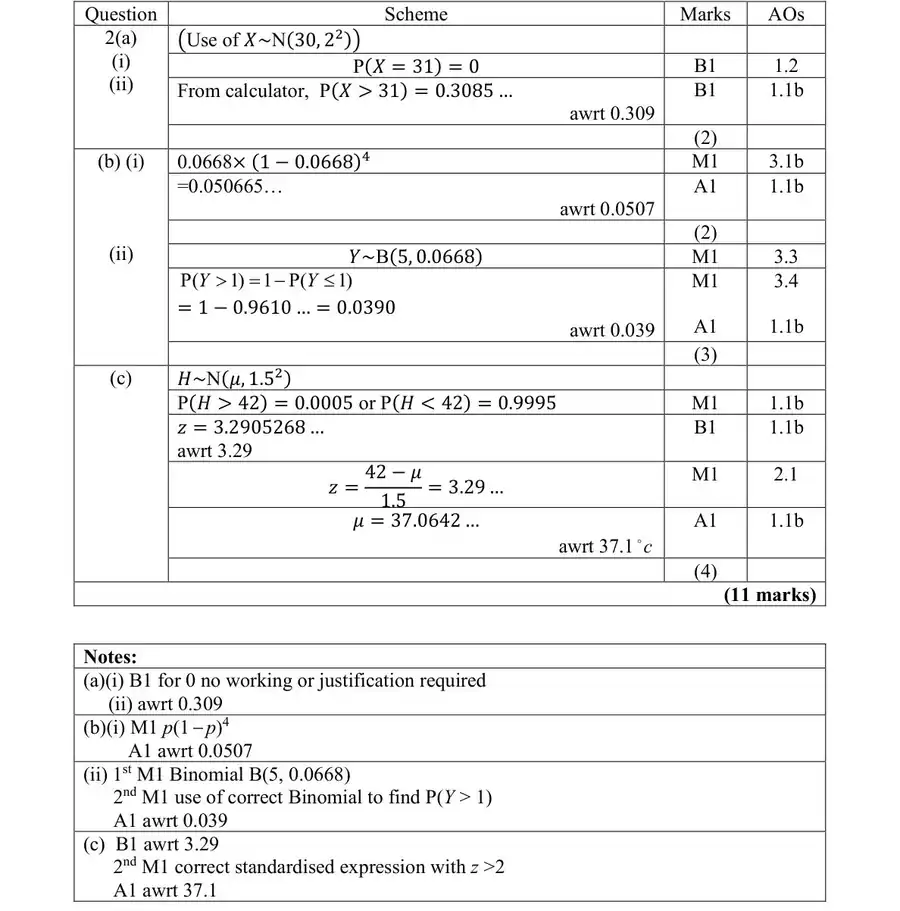 Question Scheme Marks AOs
2(a) (Use of X~N(30, 2²))
(i) P(X = 31) = 0 B1 1.2
(ii) From calculator, P(X > 31) = 0.3085 … B1 1.1b
awrt 0.309
(2)
(b) (i) 0.0668× (1 − 0.0668)⁴ M1 3.1b
=0.050665… A1 1.1b
awrt 0.0507
(2)
(ii) Y~B(5, 0.0668) M1 3.3
P(Y > 1) = 1 − P(Y ≤ 1) M1 3.4
= 1 − 0.9610 … = 0.0390
awrt 0.039 A1 1.1b
(3)
(c) H~N(μ, 1.5²)
P(H > 42) = 0.0005 or P(H < 42) = 0.9995 M1 1.1b
z = 3.2905268 … B1 1.1b
awrt 3.29
z = (42 − μ)/1.5 = 3.29 … M1 2.1
μ = 37.0642 … A1 1.1b
awrt 37.1°c
(4)
(11 marks)
Notes:
(a)(i) B1 for 0 no working or justification required
(ii) awrt 0.309
(b)(i) M1 p(1 − p)⁴
A1 awrt 0.0507
(ii) 1st M1 Binomial B(5, 0.0668)
2nd M1 use of correct Binomial to find P(Y > 1)
A1 awrt 0.039
(c) B1 awrt 3.29
2nd M1 correct standardised expression with z >2
A1 awrt 37.1